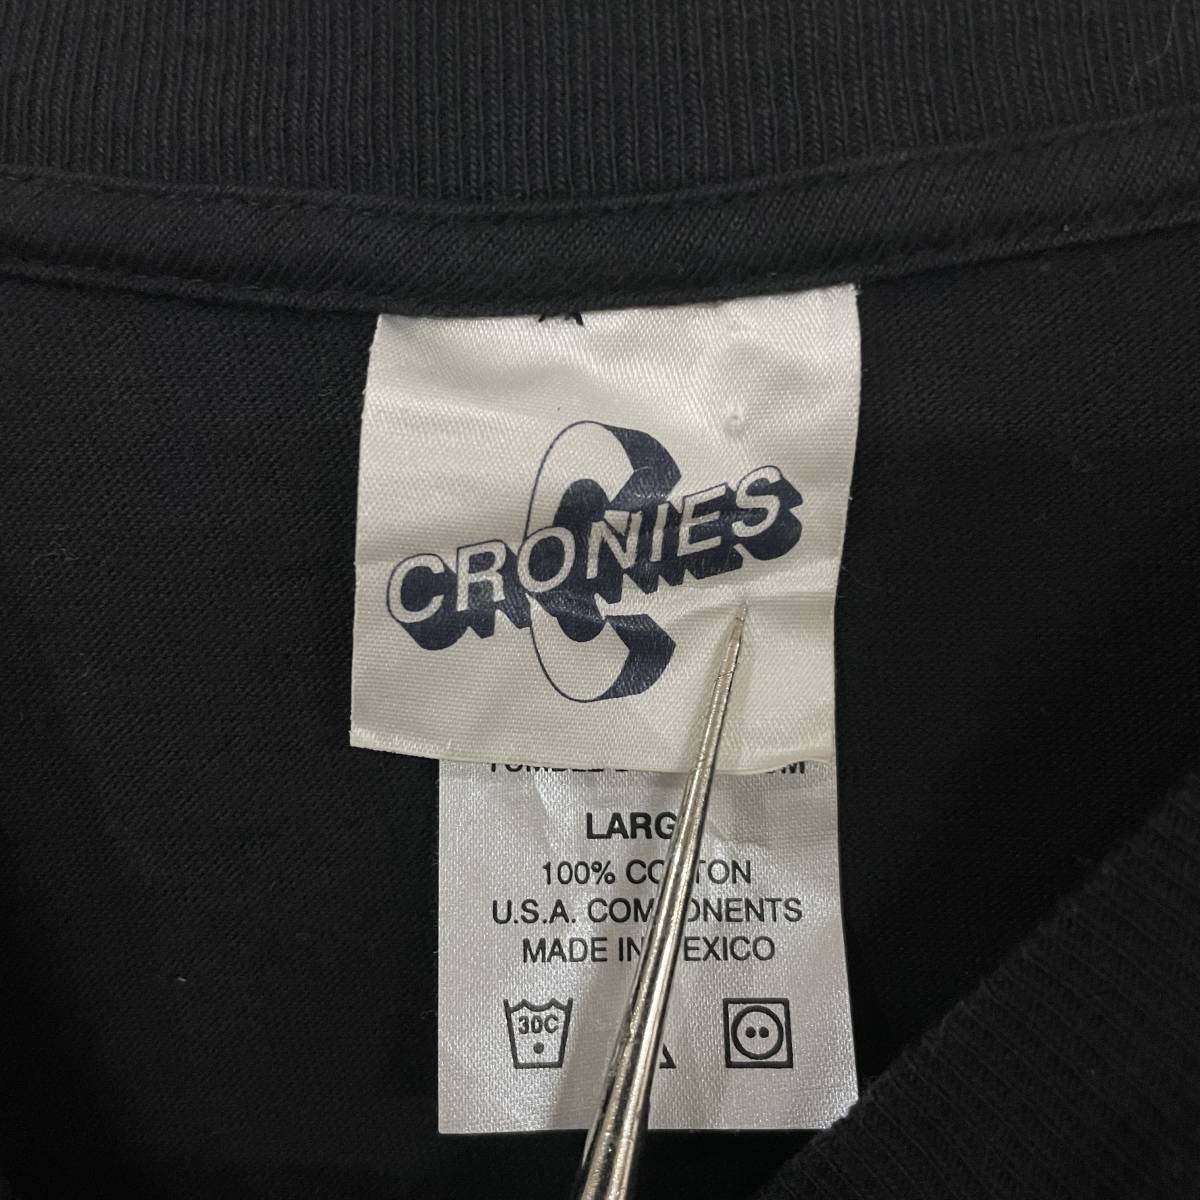 CRONIES
LARG
100% CO TON
U.S.A. COM ONENTS
MADE IN EXICO
30C